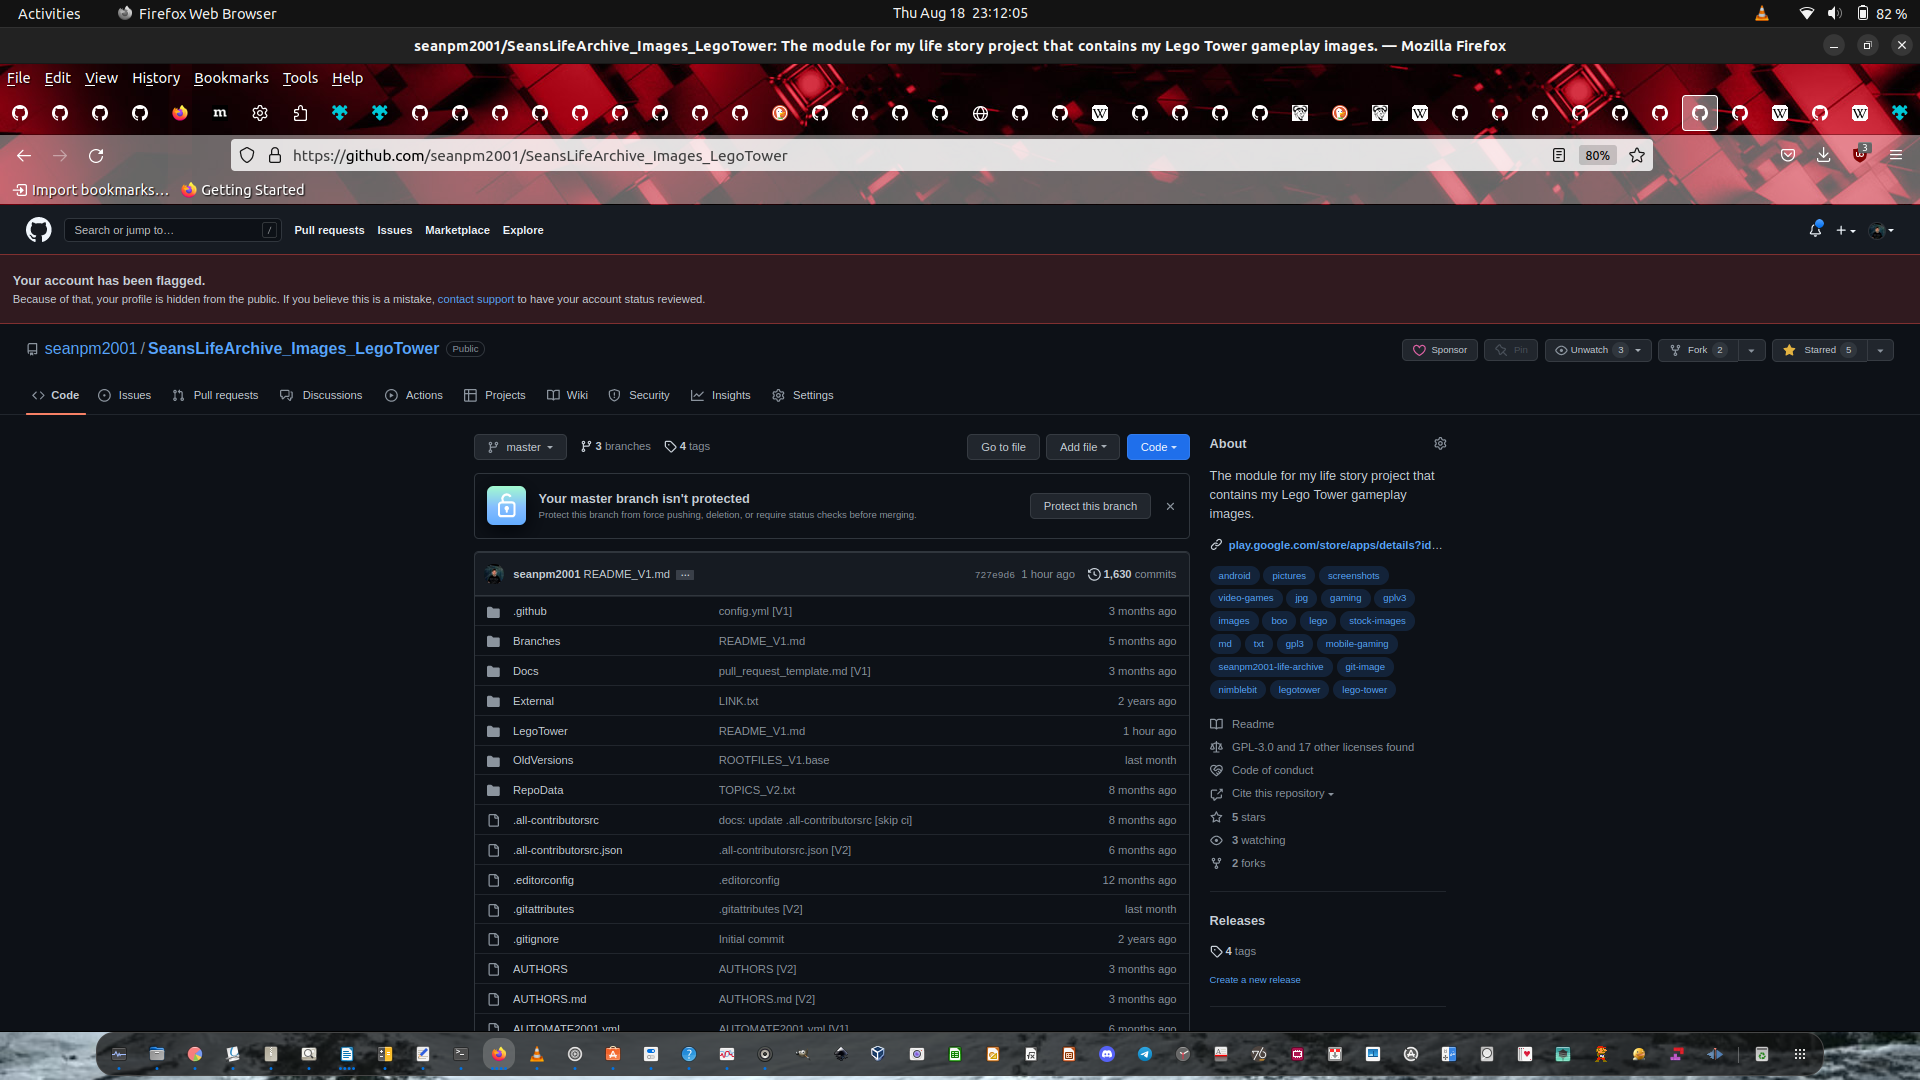 Activities
Firefox Web Browser
Thu Aug 18 23:12:05
82 %
seanpm2001/SeansLifeArchive_Images_LegoTower: The module for my life story project that contains my Lego Tower gameplay images. — Mozilla Firefox
File Edit View History Bookmarks Tools Help
https://github.com/seanpm2001/SeansLifeArchive_Images_LegoTower
80%
3
Import bookmarks…
Getting Started
Search or jump to…
/
Pull requests Issues Marketplace Explore
Your account has been flagged.
Because of that, your profile is hidden from the public. If you believe this is a mistake, contact support to have your account status reviewed.
seanpm2001 / SeansLifeArchive_Images_LegoTower Public
Sponsor
Pin
Unwatch 3
Fork 2
Starred 5
Code
Issues
Pull requests
Discussions
Actions
Projects
Wiki
Security
Insights
Settings
master
3 branches
4 tags
Go to file
Add file
Code
Your master branch isn't protected
Protect this branch from force pushing, deletion, or require status checks before merging.
Protect this branch
seanpm2001 README_V1.md ...
727e9d6 1 hour ago
1,630 commits
.github config.yml [V1] 3 months ago
Branches README_V1.md 5 months ago
Docs pull_request_template.md [V1] 3 months ago
External LINK.txt 2 years ago
LegoTower README_V1.md 1 hour ago
OldVersions ROOTFILES_V1.base last month
RepoData TOPICS_V2.txt 8 months ago
.all-contributorsrc docs: update .all-contributorsrc [skip ci] 8 months ago
.all-contributorsrc.json .all-contributorsrc.json [V2] 6 months ago
.editorconfig .editorconfig 12 months ago
.gitattributes .gitattributes [V2] last month
.gitignore Initial commit 2 years ago
AUTHORS AUTHORS [V2] 3 months ago
AUTHORS.md AUTHORS.md [V2] 3 months ago
AUTOMATE2001.yml AUTOMATE2001.yml [V1] 6 months ago
About
The module for my life story project that
contains my Lego Tower gameplay
images.
play.google.com/store/apps/details?id…
android pictures screenshots
video-games jpg gaming gplv3
images boo lego stock-images
md txt gpl3 mobile-gaming
seanpm2001-life-archive git-image
nimblebit legotower lego-tower
Readme
GPL-3.0 and 17 other licenses found
Code of conduct
Cite this repository
5 stars
3 watching
2 forks
Releases
4 tags
Create a new release